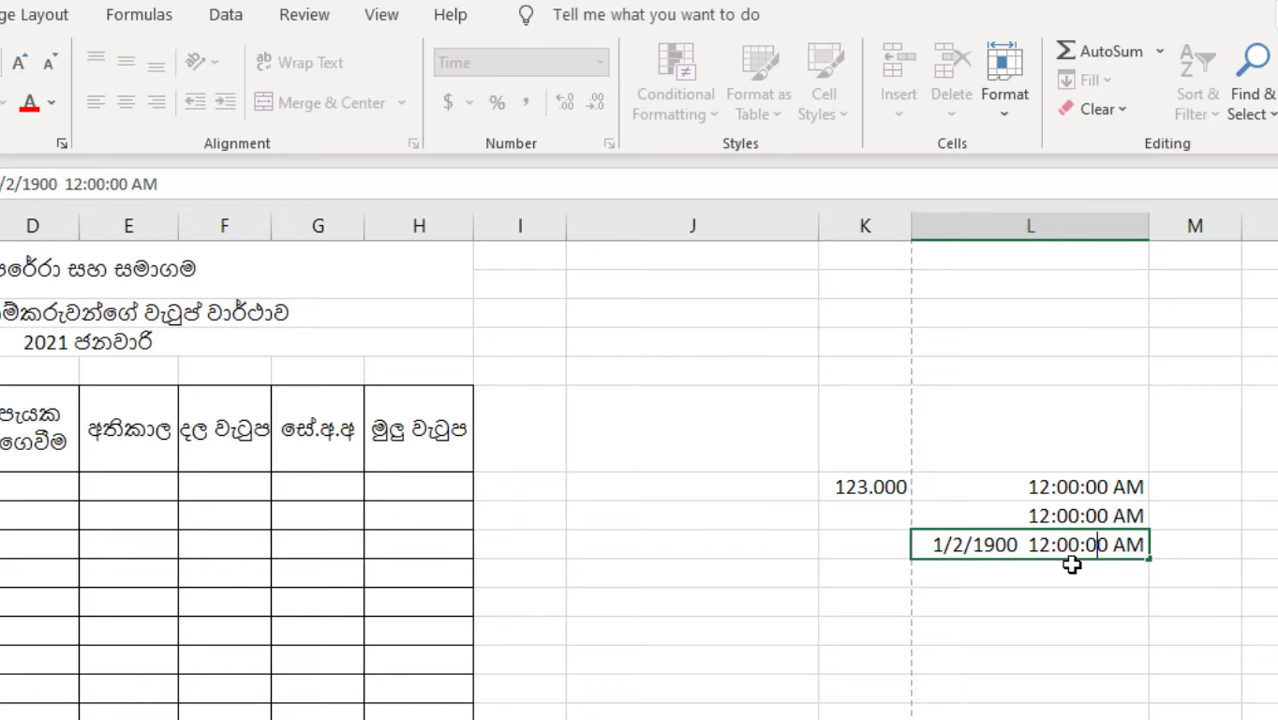 ge Layout Formulas Data Review View Help Tell me what you want to do
A A ab Wrap Text Time AutoSum
A Merge & Center $ % , Conditional Formatting Format as Table Cell Styles Insert Delete Format Fill Clear Sort & Filter Find & Select
Alignment Number Styles Cells Editing
/2/1900 12:00:00 AM
D E F G H I J K L M
පරේරා සහ සමාගම
ම්කරුවන්ගේ වැටුප් වාර්ථාව
2021 ජනවාරි
පැයක ගෙවීම අතිකාල දල වැටුප සේ.අ.අ මුලු වැටුප
123.000 12:00:00 AM
12:00:00 AM
1/2/1900 12:00:00 AM